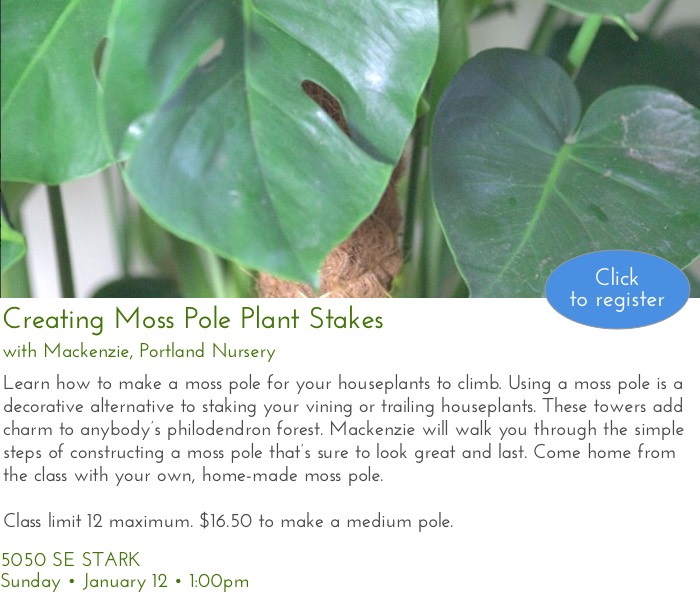 Click
to register
Creating Moss Pole Plant Stakes
with Mackenzie, Portland Nursery
Learn how to make a moss pole for your houseplants to climb. Using a moss pole is a
decorative alternative to staking your vining or trailing houseplants. These towers add
charm to anybody's philodendron forest. Mackenzie will walk you through the simple
steps of constructing a moss pole that's sure to look great and last. Come home from
the class with your own, home-made moss pole.
Class limit 12 maximum. $16.50 to make a medium pole.
5050 SE STARK
Sunday • January 12 • 1:00pm